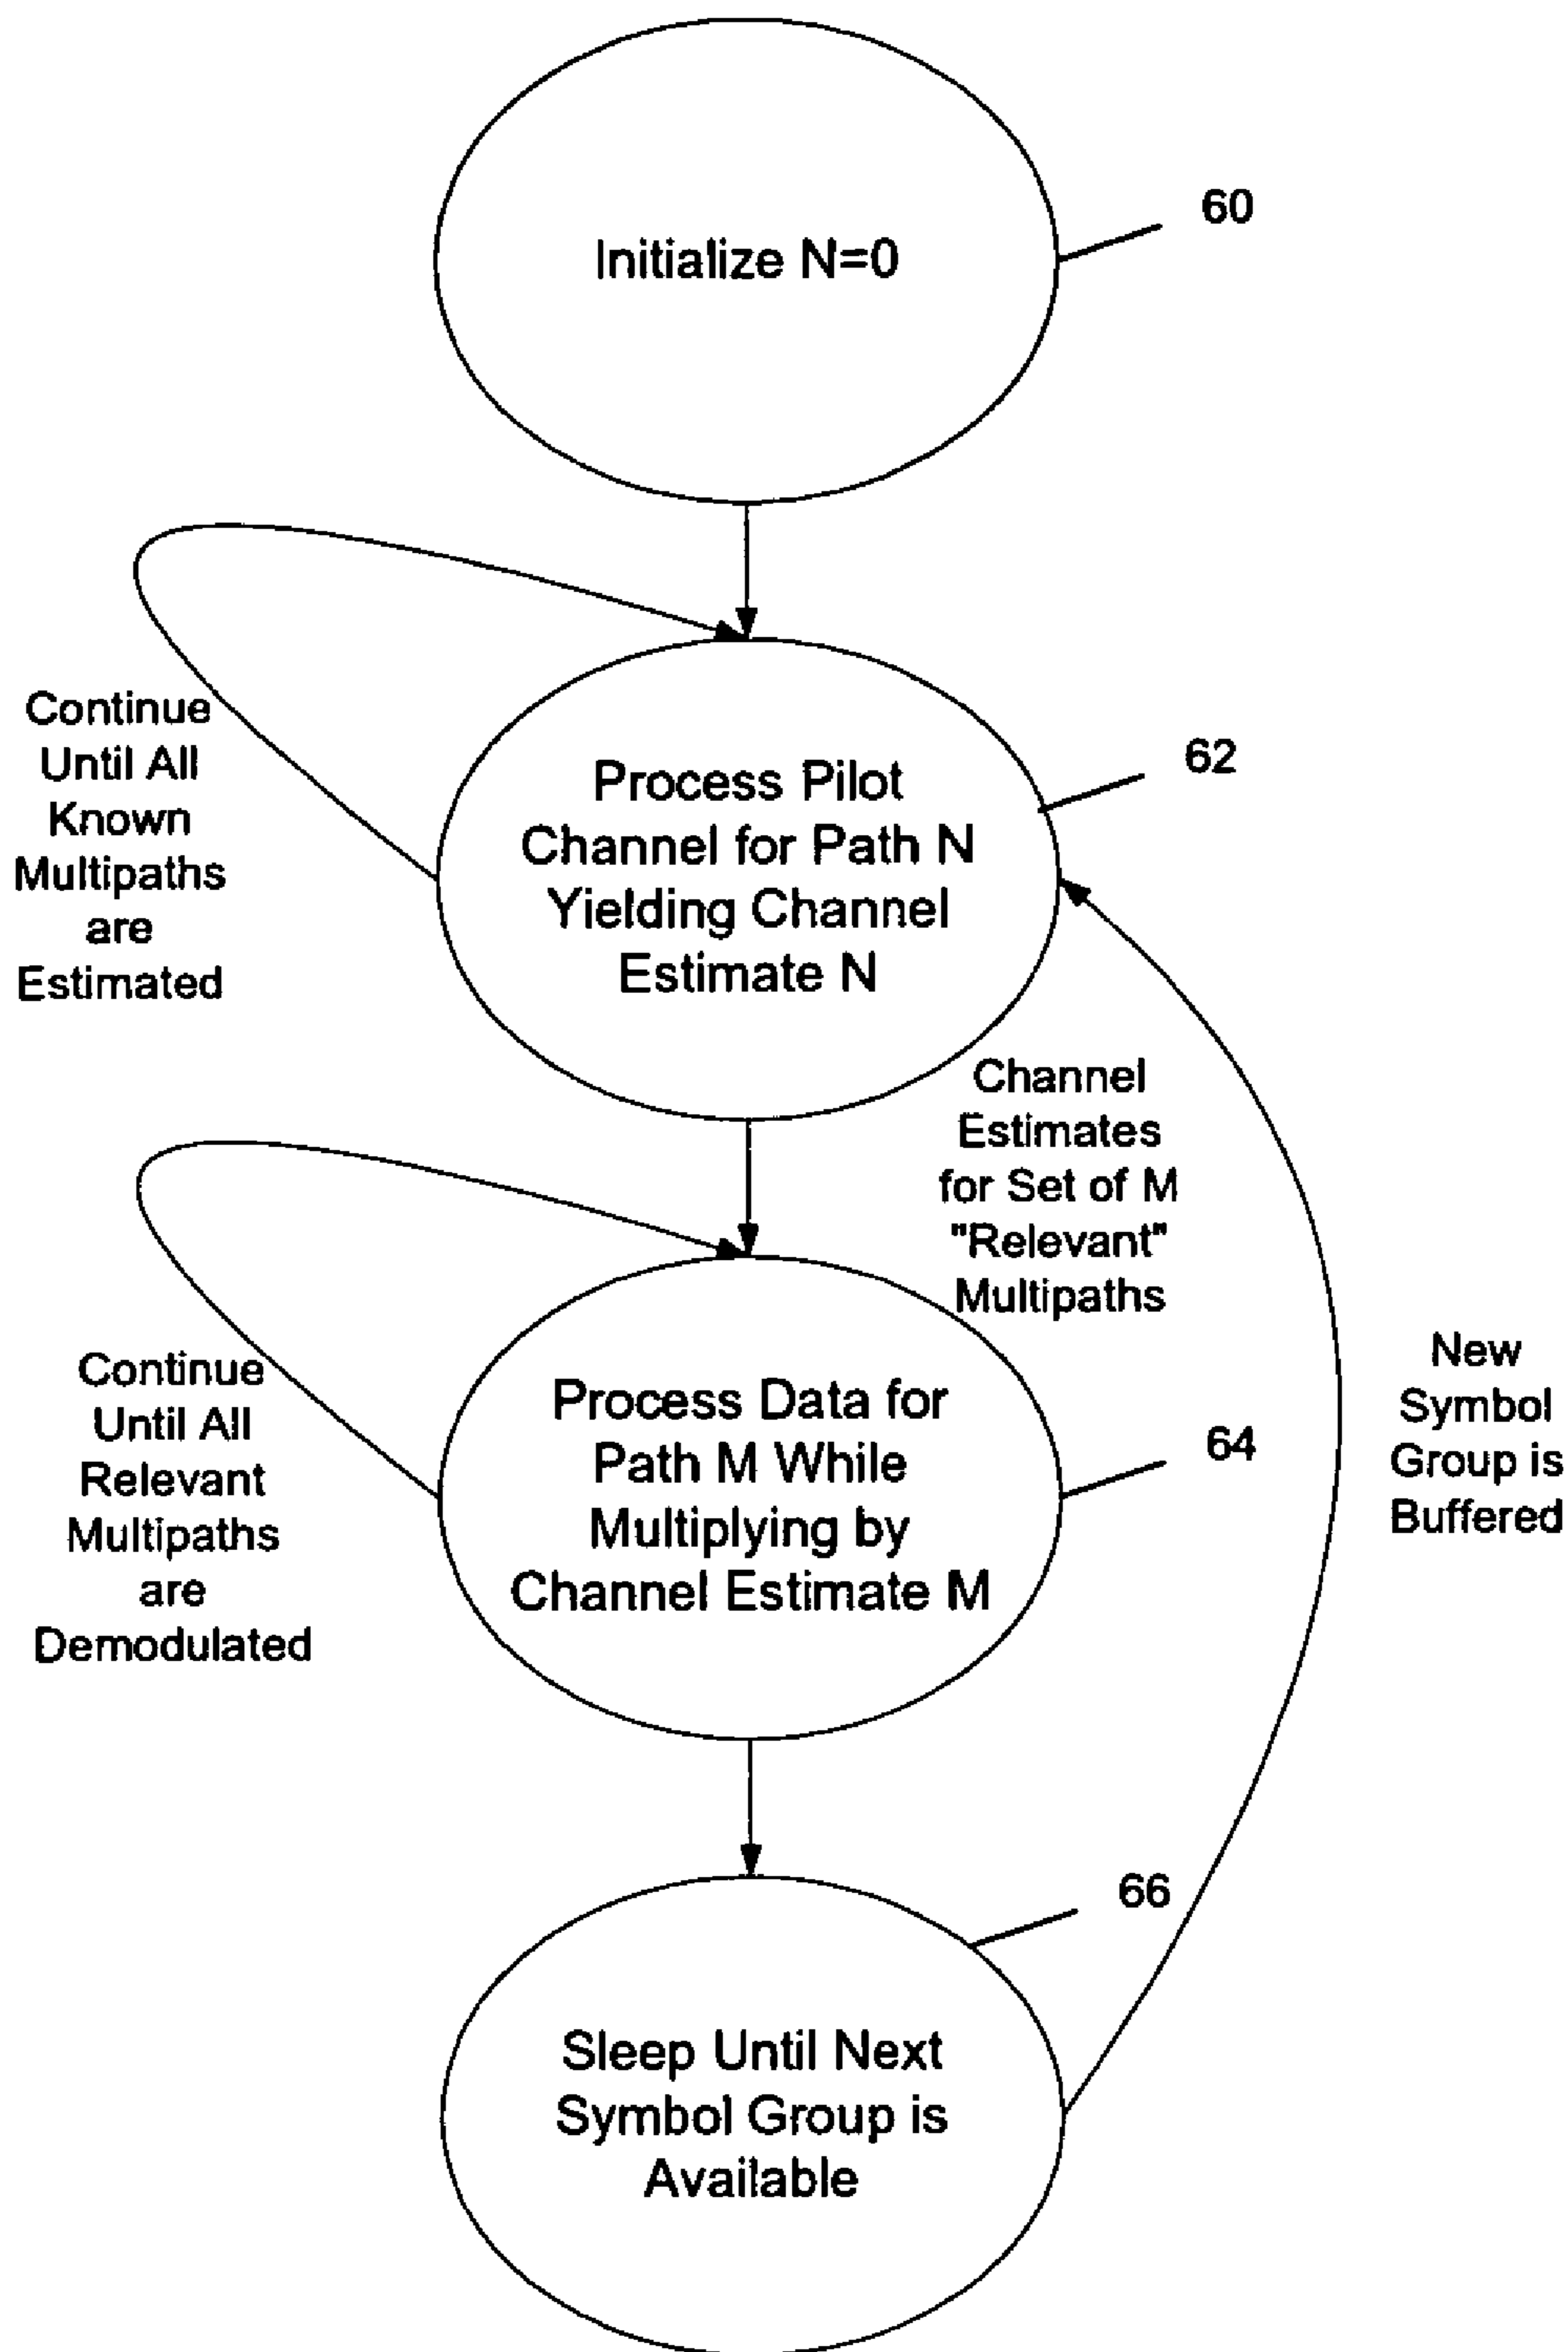 Initialize N=0
60
Continue
Until All
Known
Multipaths
are
Estimated
62
Process Pilot
Channel for Path N
Yielding Channel
Estimate N
Channel
Estimates
for Set of M
"Relevant"
Multipaths
Continue
Until All
Relevant
Multipaths
are
Demodulated
Process Data for
Path M While
Multiplying by
Channel Estimate M
64
New
Symbol
Group is
Buffered
66
Sleep Until Next
Symbol Group is
Available